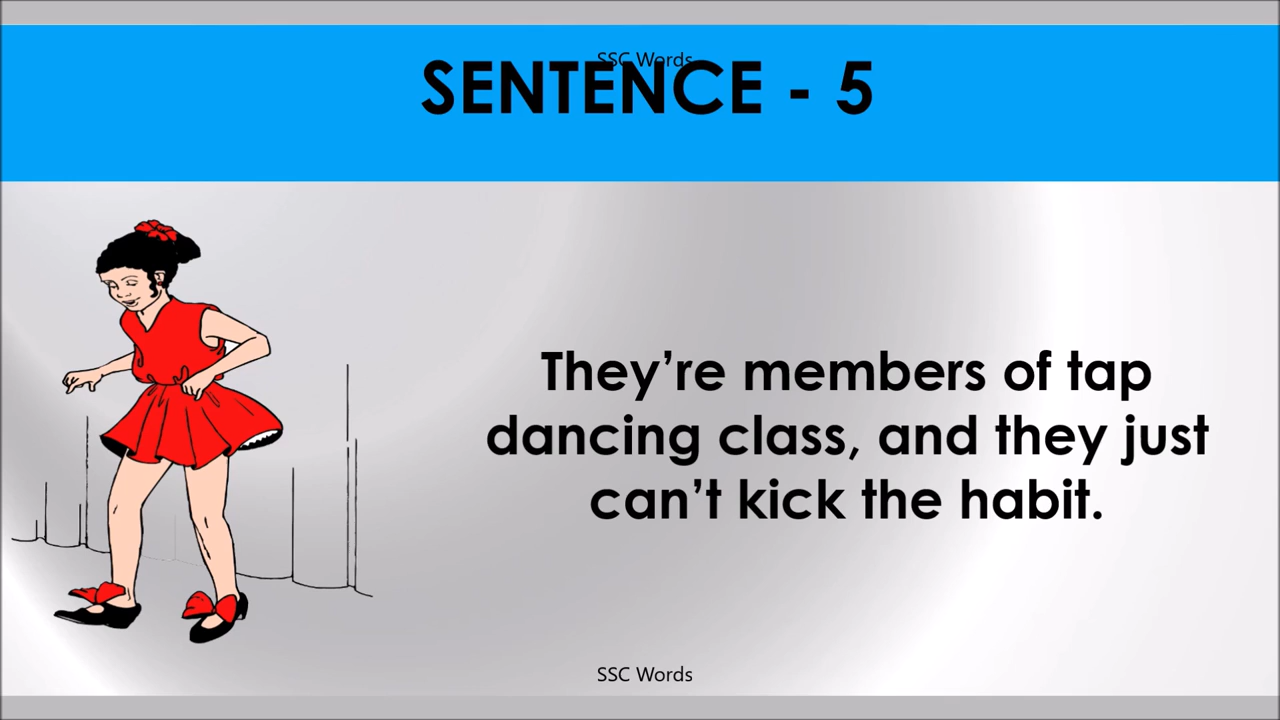 SSC Words
SENTENCE - 5
They’re members of tap
dancing class, and they just
can’t kick the habit.
SSC Words